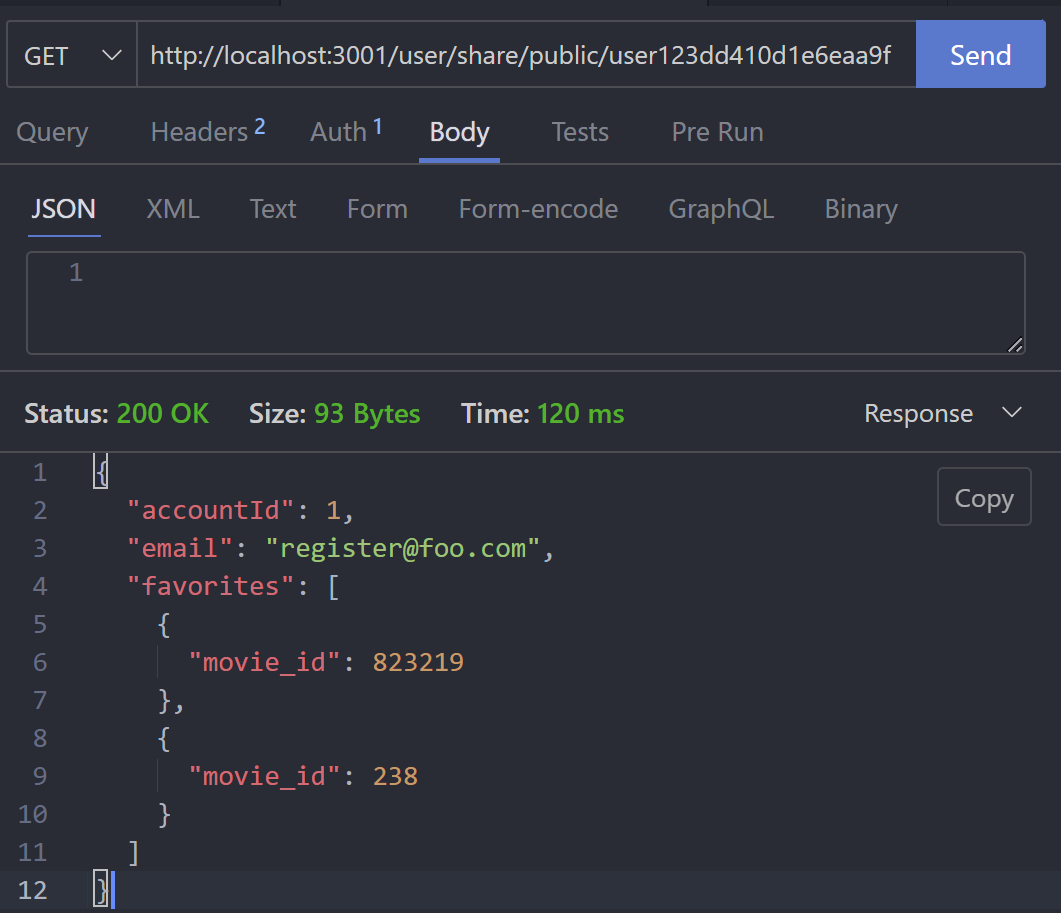 GET http://localhost:3001/user/share/public/user123dd410d1e6eaa9f Send
Query Headers 2 Auth 1 Body Tests Pre Run
JSON XML Text Form Form-encode GraphQL Binary
1
Status: 200 OK Size: 93 Bytes Time: 120 ms Response
1 {
Copy
2 "accountId": 1,
3 "email": "register@foo.com",
4 "favorites": [
5 {
6 "movie_id": 823219
7 },
8 {
9 "movie_id": 238
10 }
11 ]
12 }